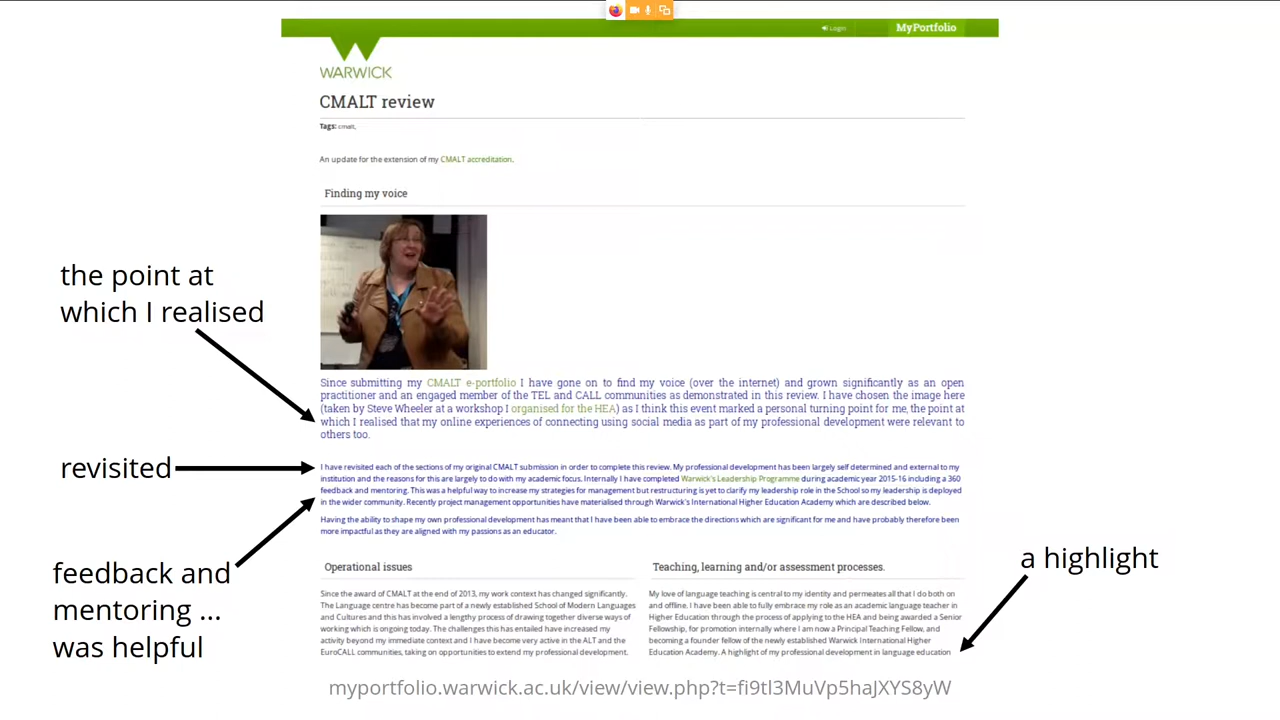 Login
MyPortfolio
WARWICK
CMALT review
Tags: cmalt,
An update for the extension of my CMALT accreditation.
Finding my voice
the point at
which I realised
Since submitting my CMALT e-portfolio I have gone on to find my voice (over the internet) and grown significantly as an open
practitioner and an engaged member of the TEL and CALL communities as demonstrated in this review. I have chosen the image here
(taken by Steve Wheeler at a workshop I organised for the HEA) as I think this event marked a personal turning point for me, the point at
which I realised that my online experiences of connecting using social media as part of my professional development were relevant to
others too.
revisited
I have revisited each of the sections of my original CMALT submission in order to complete this review. My professional development has been largely self determined and external to my
institution and the reasons for this are largely to do with my academic focus. Internally I have completed Warwick's Leadership Programme during academic year 2015-16 including a 360
feedback and mentoring. This was a helpful way to increase my strategies for management but restructuring is yet to clarify my leadership role in the School so my leadership is deployed
in the wider community. Recently project management opportunities have materialised through Warwick's International Higher Education Academy which are described below.
Having the ability to shape my own professional development has meant that I have been able to embrace the directions which are significant for me and have probably therefore been
more impactful as they are aligned with my passions as an educator.
feedback and
mentoring ...
was helpful
Operational issues
Since the award of CMALT at the end of 2013, my work context has changed significantly.
The Language centre has become part of a newly established School of Modern Languages
and Cultures and this has involved a lengthy process of drawing together diverse ways of
working which is ongoing today. The challenges this has entailed have increased my
activity beyond my immediate context and I have become very active in the ALT and the
EuroCALL communities, taking on opportunities to extend my professional development.
Teaching, learning and/or assessment processes.
My love of language teaching is central to my identity and permeates all that I do both on
and offline. I have been able to fully embrace my role as an academic language teacher in
Higher Education through the process of applying to the HEA and being awarded a Senior
Fellowship, for promotion internally where I am now a Principal Teaching Fellow, and
becoming a founder fellow of the newly established Warwick International Higher
Education Academy. A highlight of my professional development in language education
a highlight
myportfolio.warwick.ac.uk/view/view.php?t=fi9tl3MuVp5haJXYS8yW